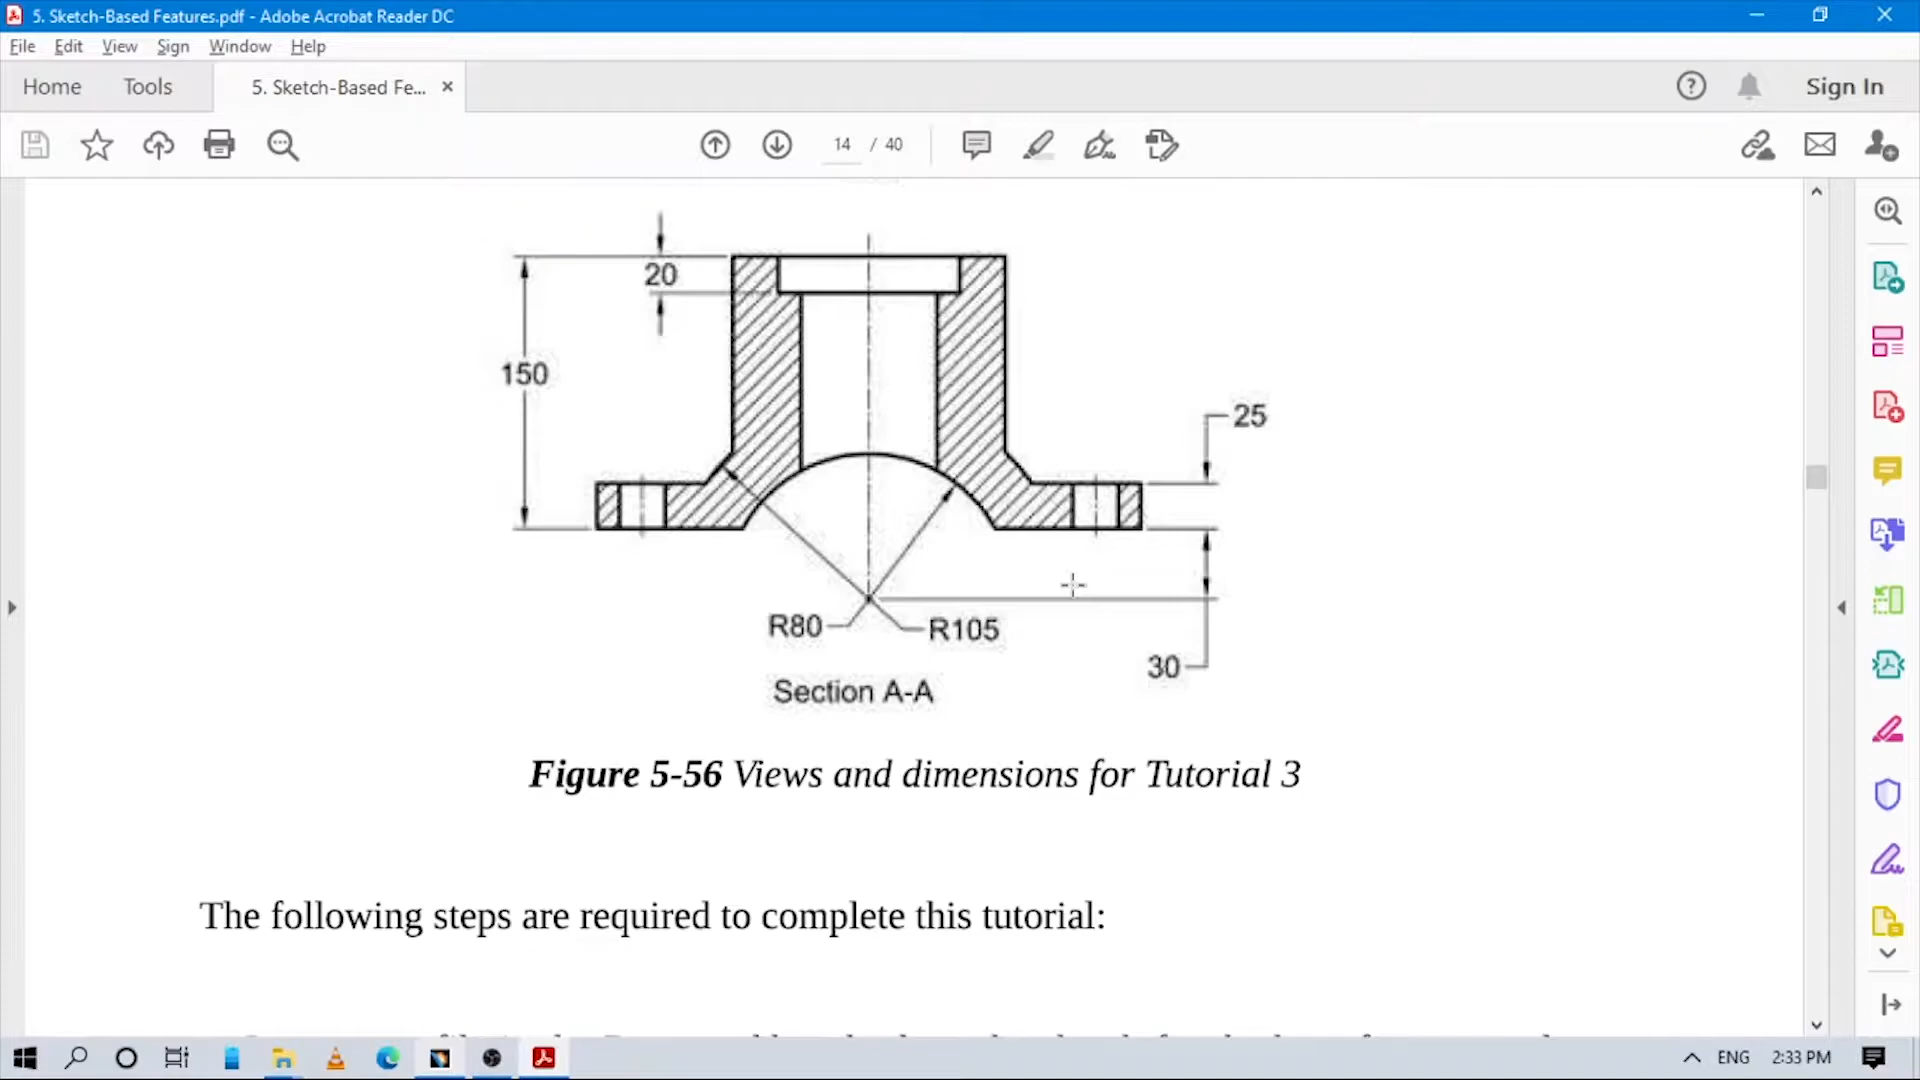 5. Sketch-Based Features.pdf - Adobe Acrobat Reader DC
File Edit View Sign Window Help
Home Tools 5. Sketch-Based Fe... × Sign In
14 / 40
20
150
25
R80 R105
30
Section A-A
Figure 5-56 Views and dimensions for Tutorial 3
The following steps are required to complete this tutorial:
ENG 2:33 PM